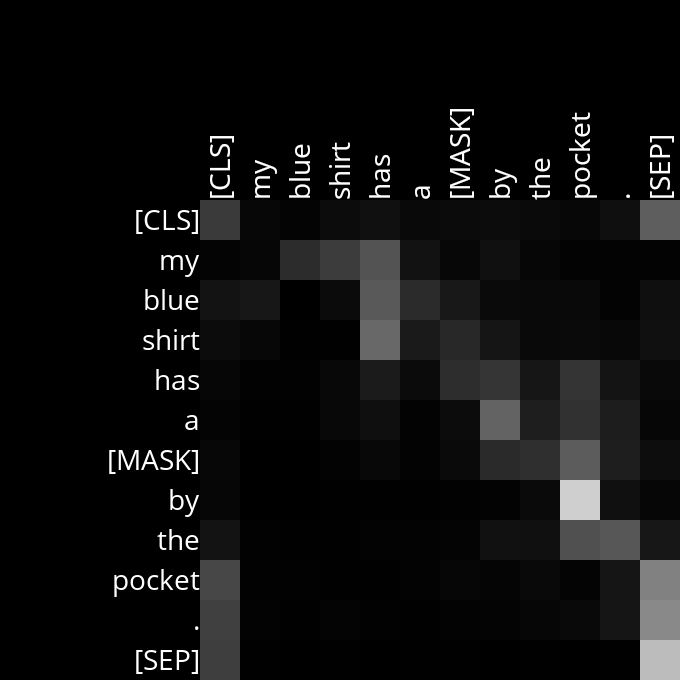 [CLS] my blue shirt has a [MASK] by the pocket . [SEP]
[CLS]
my
blue
shirt
has
a
[MASK]
by
the
pocket
.
[SEP]